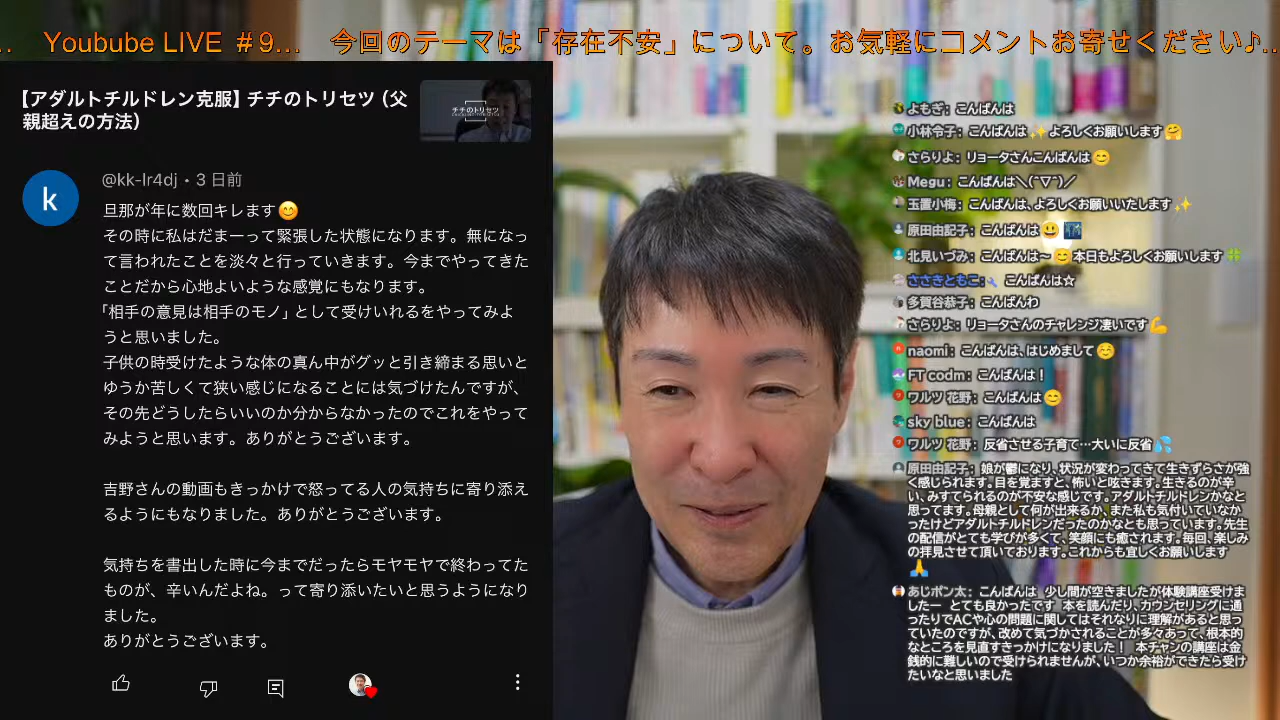 .. Youbube LIVE ＃9... 今回のテーマは「存在不安」について。お気軽にコメントお寄せください♪..
【アダルトチルドレン克服】チチのトリセツ（父
親超えの方法）
チチのトリセツ
@kk-lr4dj・3 日前
k
旦那が年に数回キレます😊
その時に私はだまーって緊張した状態になります。無になっ
て言われたことを淡々と行っていきます。今までやってきた
ことだから心地よいような感覚にもなります。
「相手の意見は相手のモノ」として受けいれるをやってみよ
うと思いました。
子供の時受けたような体の真ん中がグッと引き締まる思いと
ゆうか苦しくて狭い感じになることには気づけたんですが、
その先どうしたらいいのか分からなかったのでこれをやって
みようと思います。ありがとうございます。
吉野さんの動画もきっかけで怒ってる人の気持ちに寄り添え
るようにもなりました。ありがとうございます。
気持ちを書出した時に今までだったらモヤモヤで終わってた
ものが、辛いんだよね。って寄り添いたいと思うようになり
ました。
ありがとうございます。
よもぎ: こんばんは
小林令子: こんばんは✨よろしくお願いします🤗
さらりよ: リョータさんこんばんは😊
Megu: こんばんは＼(^▽^)／
玉置小梅: こんばんは、よろしくお願いいたします✨
原田由記子: こんばんは😃🌃
北見いづみ: こんばんは～😊本日もよろしくお願いします🍀
ささきともこ🔧: こんばんは☆
多賀谷恭子: こんばんわ
さらりよ: リョータさんのチャレンジ凄いです💪
naomi: こんばんは、はじめまして☺️
FT codm: こんばんは！
ワルツ 花野: こんばんは😊
sky blue: こんばんは
ワルツ 花野: 反省させる子育て…大いに反省💦
原田由記子: 娘が鬱になり、状況が変わってきて生きずらさが強
く感じられます。目を覚ますと、怖いと呟きます。生きるのが辛
い、みすてられるのが不安な感じです。アダルトチルドレンかなと
思ってます。母親として何が出来るか、また私も気付いていなか
ったけどアダルトチルドレンだったのかなとも思っています。先生
の配信がとても学びが多くて、笑顔にも癒されます。毎回、楽しみ
の拝見させて頂いております。これからも宜しくお願いします
🙏
あじポン太: こんばんは 少し間が空きましたが体験講座受けま
したー とても良かったです 本を読んだり、カウンセリングに通
ったりでACや心の問題に関してはそれなりに理解があると思っ
ていたのですが、改めて気づかされることが多々あって、根本的
なところを見直すきっかけになりました！ 本チャンの講座は金
銭的に難しいので受けられませんが、いつか余裕ができたら受け
たいなと思いました